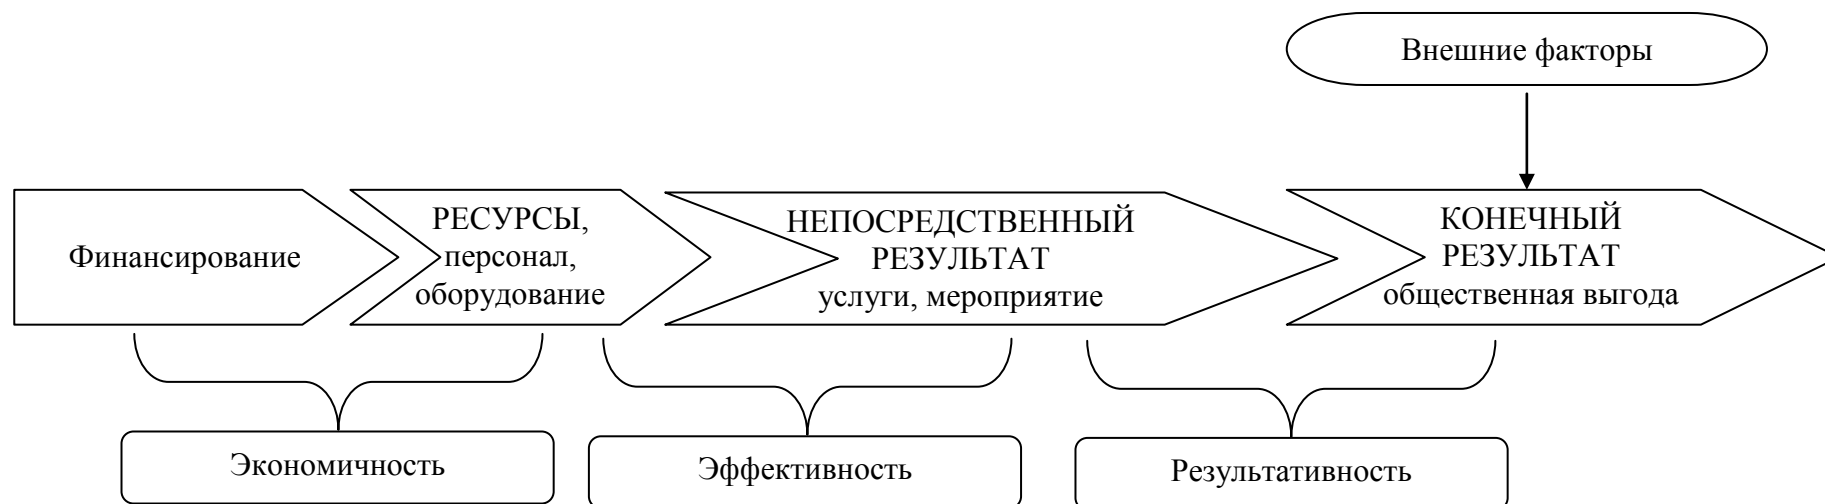 Внешние факторы
Финансирование
РЕСУРСЫ,
персонал,
оборудование
НЕПОСРЕДСТВЕННЫЙ
РЕЗУЛЬТАТ
услуги, мероприятие
КОНЕЧНЫЙ
РЕЗУЛЬТАТ
общественная выгода
Экономичность
Эффективность
Результативность